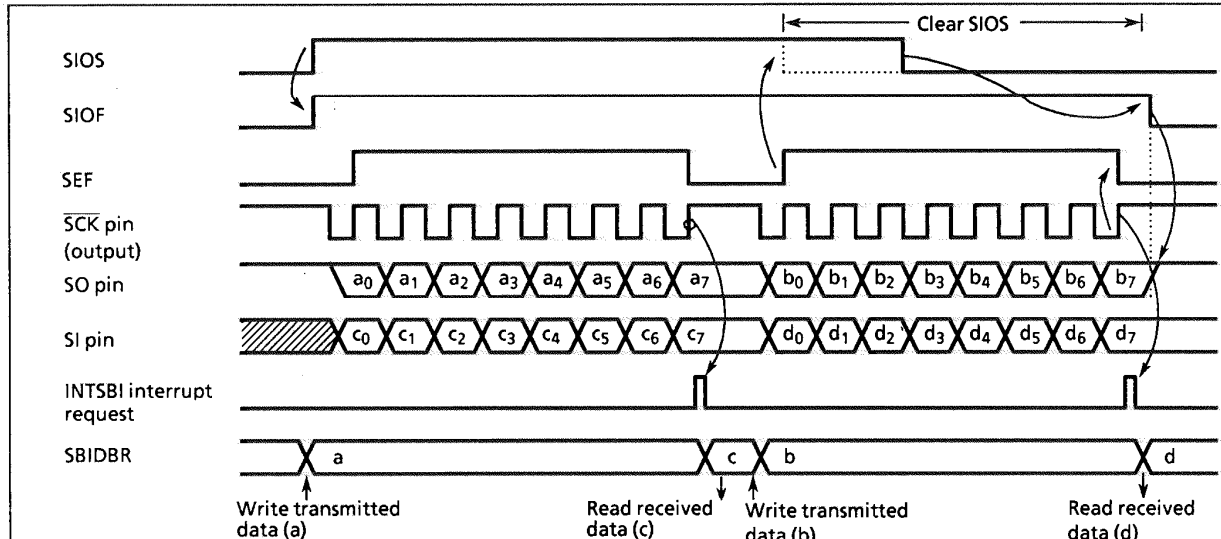 Clear SIOS
SIOS
SIOF
SEF
SCK pin
(output)
SO pin
a0 a1 a2 a3 a4 a5 a6 a7 b0 b1 b2 b3 b4 b5 b6 b7
SI pin
c0 c1 c2 c3 c4 c5 c6 c7 d0 d1 d2 d3 d4 d5 d6 d7
INTSBI interrupt
request
SBIDBR
a c b d
Write transmitted
data (a)
Read received
data (c)
Write transmitted
data (b)
Read received
data (d)